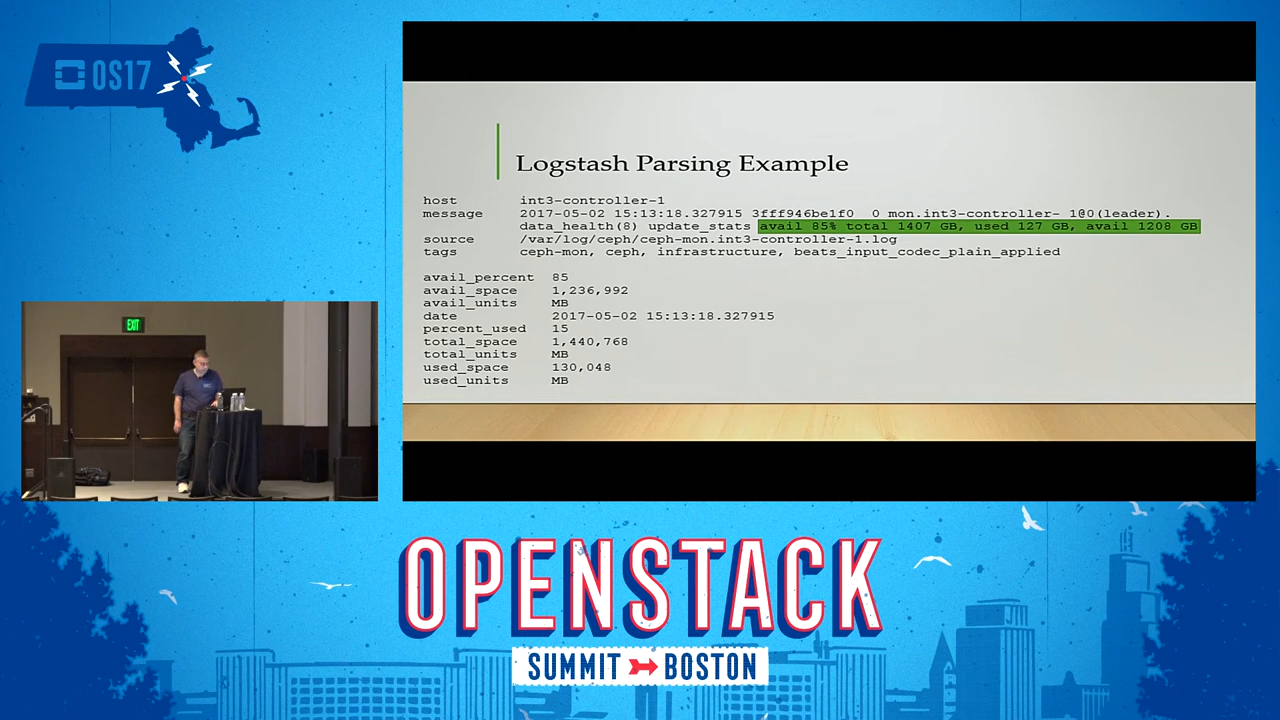 OS17
Logstash Parsing Example
host int3-controller-1
message 2017-05-02 15:13:18.327915 3fff946be1f0 0 mon.int3-controller- 1@0(leader).
data_health(8) update_stats avail 85% total 1407 GB, used 127 GB, avail 1208 GB
source /var/log/ceph/ceph-mon.int3-controller-1.log
tags ceph-mon, ceph, infrastructure, beats_input_codec_plain_applied
avail_percent 85
avail_space 1,236,992
avail_units MB
date 2017-05-02 15:13:18.327915
percent_used 15
total_space 1,440,768
total_units MB
used_space 130,048
used_units MB
EXIT
OPENSTACK
SUMMIT BOSTON